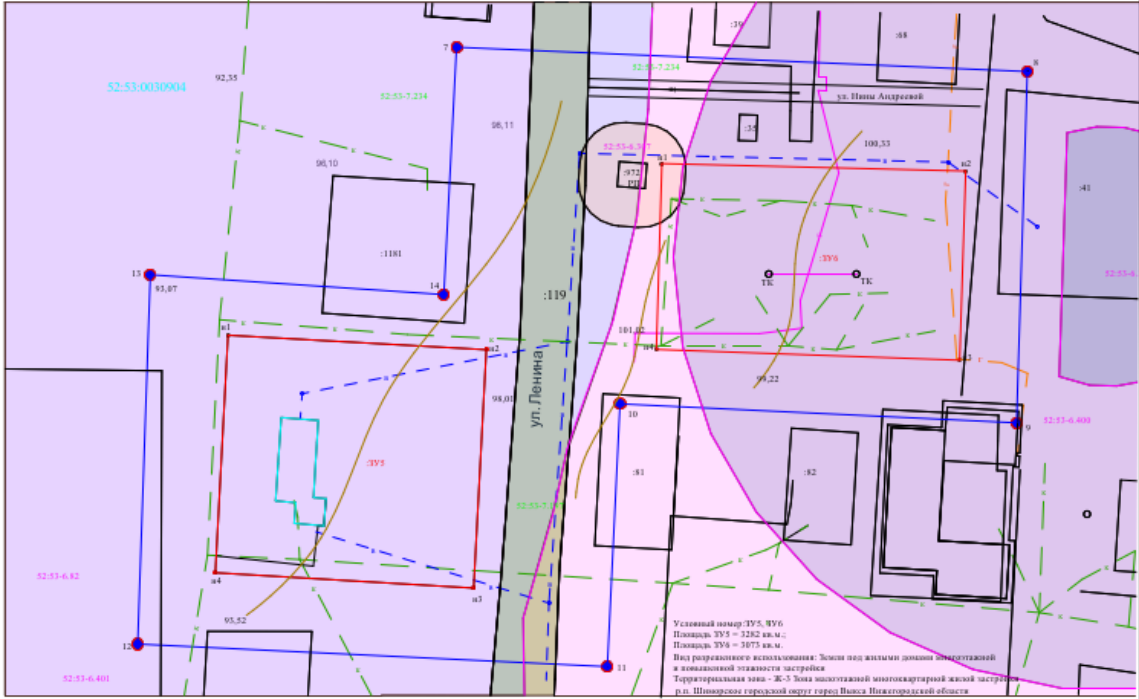 :39
:68
7
8
92,35
52:53:0030904
52:53-7.234
52:53-7.234
ул. Нины Андреевой
98,11
:35
100,33
52:53-6.307
н1
н2
96,10
:972
РП
:41
:1181
:ЗУ6
ТК
ТК
13
93,07
14
:119
н1
101,02
н2
н4
н3
99,22
98,01
ул. Ленина
10
9
52:53-6.400
:ЗУ5
:81
:82
52:53-6.82
н4
н3
93,52
12
11
52:53-6.401
Условный номер:ЗУ5, ЗУ6
Площадь ЗУ5 = 3282 кв.м.;
Площадь ЗУ6 = 3073 кв.м.
Вид разрешенного использования: Земли под жилыми домами многоэтажной
и повышенной этажности застройки
Территориальная зона - Ж-3 Зона малоэтажной многоквартирной жилой застройки
р.п. Шиморское городской округ город Выкса Нижегородской области